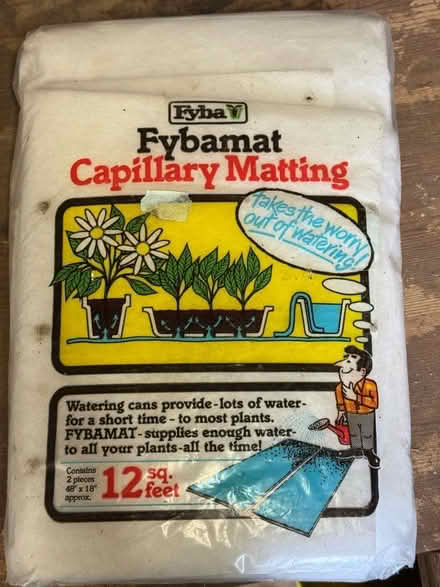 Fyba
Fybamat
Capillary Matting
Takes the worry
out of watering!
Watering cans provide-lots of water-
for a short time - to most plants.
FYBAMAT-supplies enough water-
to all your plants-all the time!
Contains
2 pieces
48" x 18"
approx.
12 sq. feet